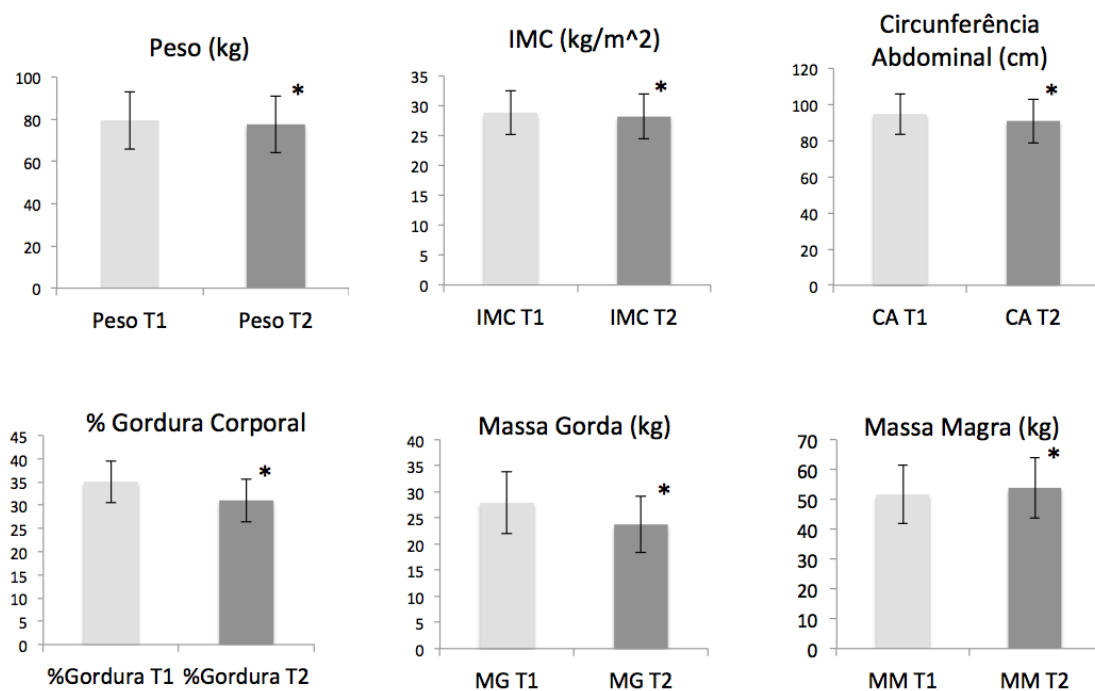 Peso (kg)
100
80
60
40
20
0
*
Peso T1
Peso T2
IMC (kg/m^2)
35
30
25
20
15
10
5
0
*
IMC T1
IMC T2
Circunferência
Abdominal (cm)
120
100
80
60
40
20
0
*
CA T1
CA T2
% Gordura Corporal
45
40
35
30
25
20
15
10
5
0
*
%Gordura T1
%Gordura T2
Massa Gorda (kg)
40
35
30
25
20
15
10
5
0
*
MG T1
MG T2
Massa Magra (kg)
70
60
50
40
30
20
10
0
*
MM T1
MM T2